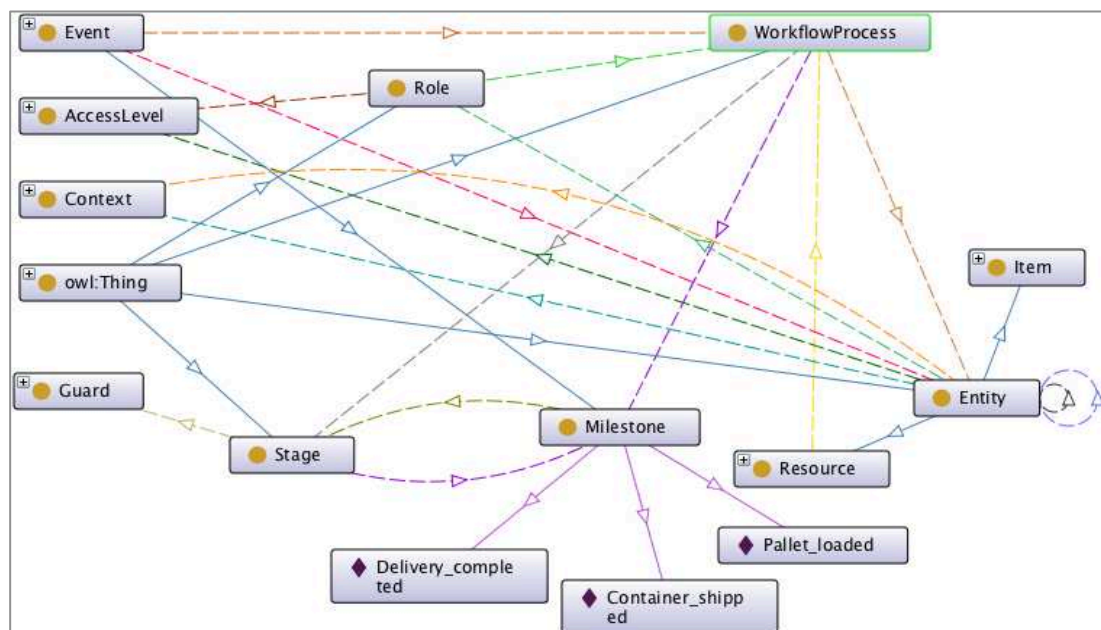 Event
WorkflowProcess
Role
AccessLevel
Context
owl:Thing
Item
Guard
Entity
Milestone
Stage
Resource
Pallet_loaded
Delivery_comple
ted
Container_shipp
ed